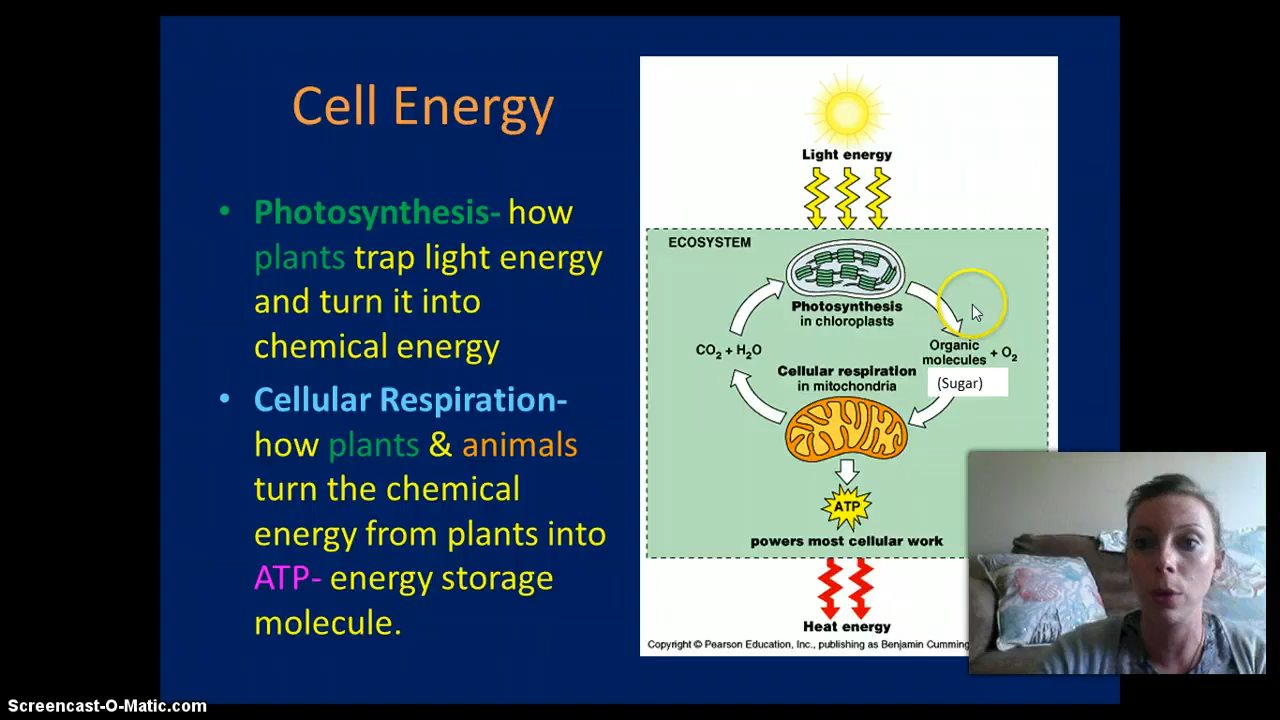 Cell Energy
• Photosynthesis- how
plants trap light energy
and turn it into
chemical energy
• Cellular Respiration-
how plants & animals
turn the chemical
energy from plants into
ATP- energy storage
molecule.
Light energy
ECOSYSTEM
Photosynthesis
in chloroplasts
CO₂ + H₂O
Organic
molecules + O₂
(Sugar)
Cellular respiration
in mitochondria
ATP
powers most cellular work
Heat energy
Copyright © Pearson Education, Inc., publishing as Benjamin Cumming
Screencast-O-Matic.com